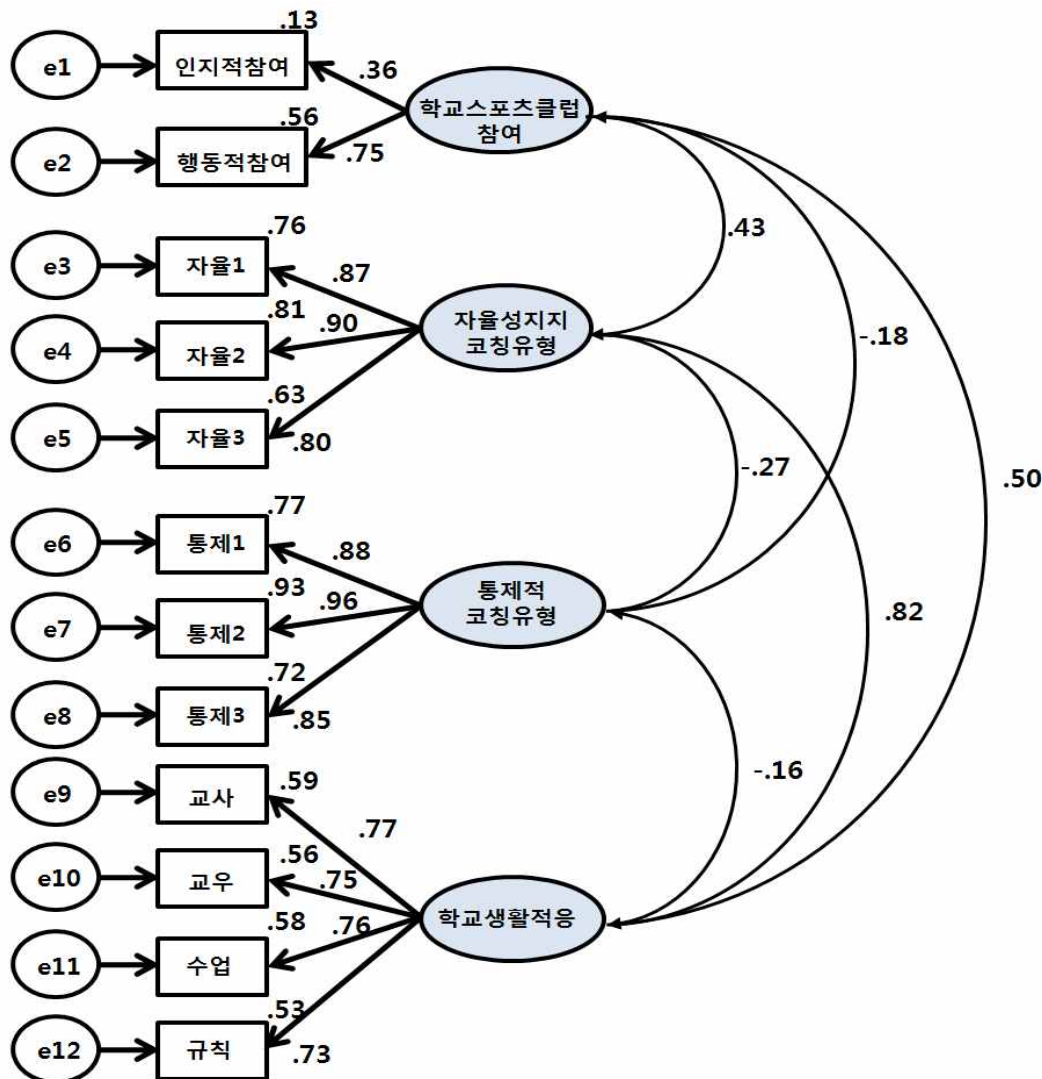 .13
e1
인지적참여
.36
학교스포츠클럽
참여
.56
e2
행동적참여
.75
.43
.76
e3
자율1
.87
.81
.90
자율성지지
코칭유형
e4
자율2
-.18
.63
e5
자율3
.80
-.27
.50
.77
e6
통제1
.88
.93
.96
통제적
코칭유형
e7
통제2
.82
.72
e8
통제3
.85
-.16
e9
교사
.59
.77
.56
e10
교우
.75
학교생활적응
.58
.76
e11
수업
.53
e12
규칙
.73